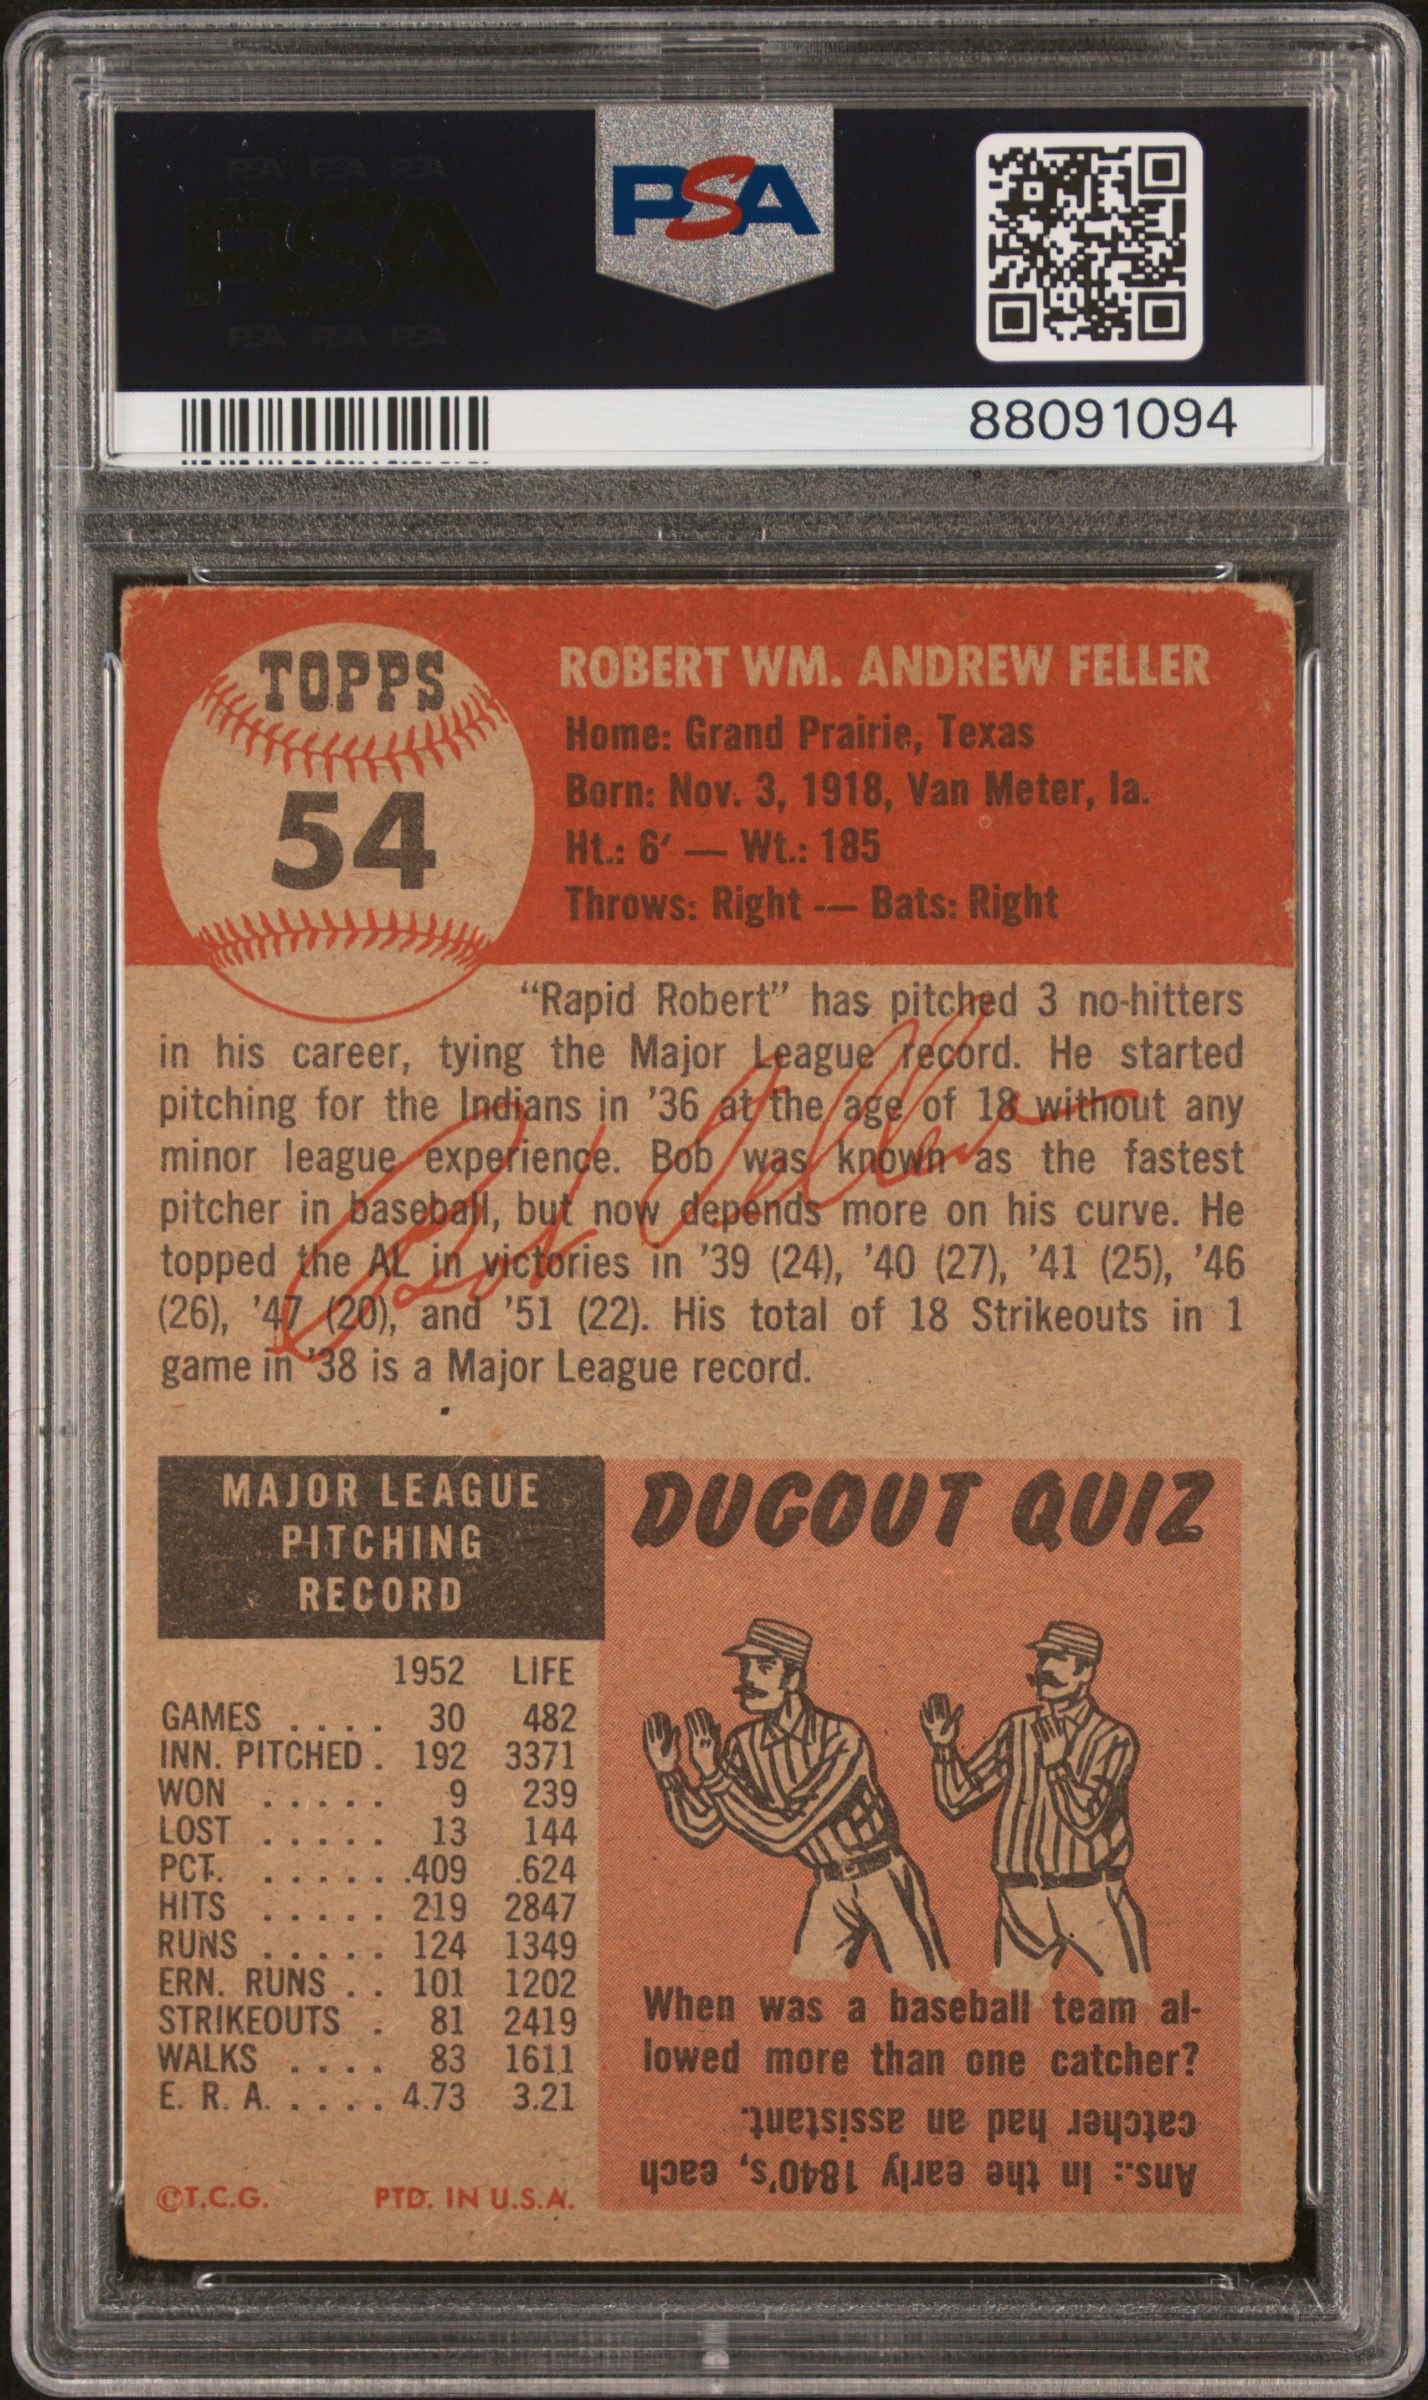 PSA PSA PSA
PSA
PSA PSA PSA
PSA
88091094
TOPPS
54
ROBERT WM. ANDREW FELLER
Home: Grand Prairie, Texas
Born: Nov. 3, 1918, Van Meter, Ia.
Ht.: 6′ — Wt.: 185
Throws: Right — Bats: Right
“Rapid Robert” has pitched 3 no-hitters
in his career, tying the Major League record. He started
pitching for the Indians in ’36 at the age of 18 without any
minor league experience. Bob was known as the fastest
pitcher in baseball, but now depends more on his curve. He
topped the AL in victories in ’39 (24), ’40 (27), ’41 (25), ’46
(26), ’47 (20), and ’51 (22). His total of 18 Strikeouts in 1
game in ’38 is a Major League record.
Bob Feller
MAJOR LEAGUE
PITCHING
RECORD
1952 LIFE
GAMES . . . . 30 482
INN. PITCHED . 192 3371
WON . . . . . 9 239
LOST . . . . . 13 144
PCT. . . . . . .409 .624
HITS . . . . . 219 2847
RUNS . . . . . 124 1349
ERN. RUNS . . 101 1202
STRIKEOUTS . 81 2419
WALKS . . . . 83 1611
E. R. A. . . . . 4.73 3.21
©T.C.G. PTD. IN U.S.A.
DUGOUT QUIZ
When was a baseball team al-
lowed more than one catcher?
Ans.: In the early 1840’s, each
catcher had an assistant.